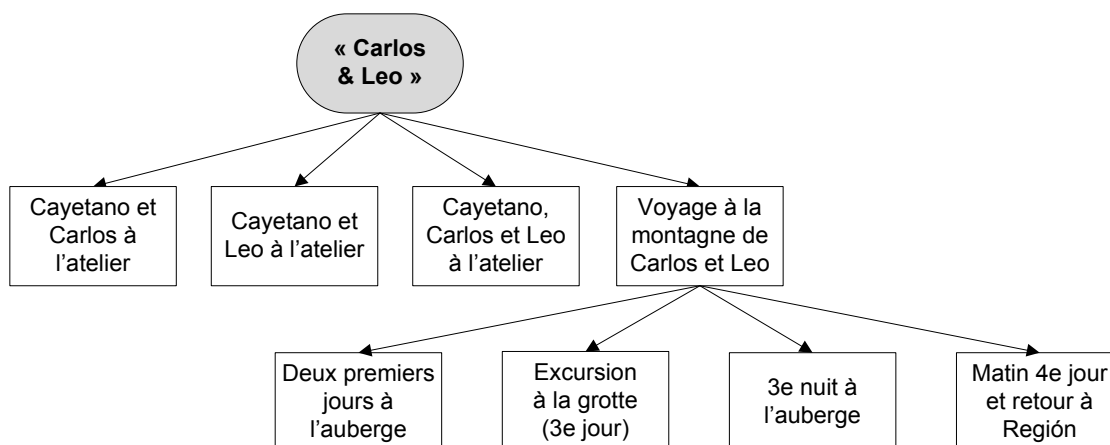 « Carlos
& Leo »
Cayetano et
Carlos à
l’atelier
Cayetano et
Leo à l’atelier
Cayetano,
Carlos et Leo
à l’atelier
Voyage à la
montagne de
Carlos et Leo
Deux premiers
jours à
l’auberge
Excursion
à la grotte
(3e jour)
3e nuit à
l’auberge
Matin 4e jour
et retour à
Región